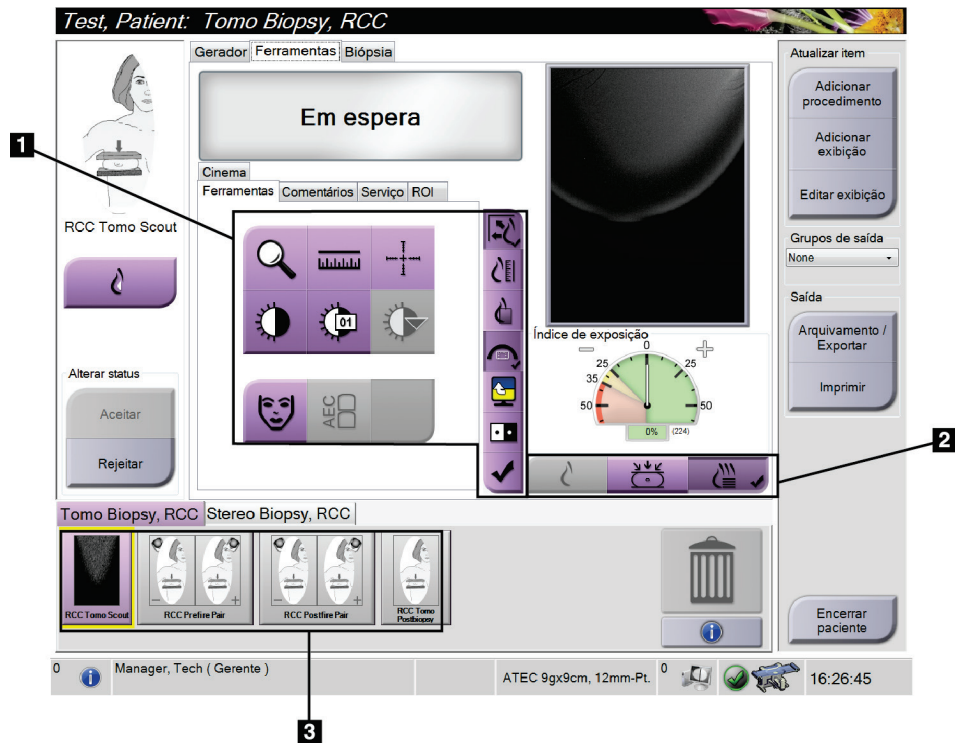 Test, Patient: Tomo Biopsy, RCC
Gerador Ferramentas Biópsia
Em espera
Cinema
Ferramentas Comentários Serviço ROI
1
RCC Tomo Scout
01
AEC
Alterar status
Aceitar
Rejeitar
Índice de exposição
0
25 25
35
50 50
0% (224)
2
Atualizar item
Adicionar
procedimento
Adicionar
exibição
Editar exibição
Grupos de saída
None
Saída
Arquivamento /
Exportar
Imprimir
Tomo Biopsy, RCC Stereo Biopsy, RCC
RCC Tomo Scout
RCC Prefire Pair
RCC Postfire Pair
RCC Tomo
Postbiopsy
Encerrar
paciente
0 Manager, Tech ( Gerente ) ATEC 9gx9cm, 12mm-Pt. 0 16:26:45
3